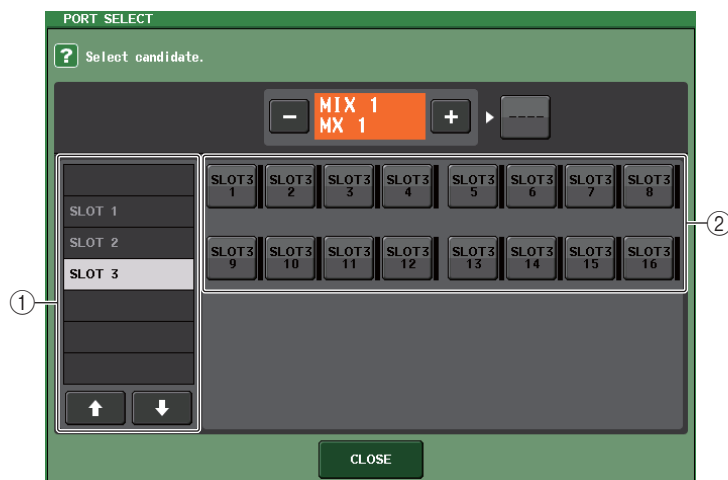 PORT SELECT
? Select candidate.
MIX 1
MX 1
- + ----
SLOT 1
SLOT 2
SLOT 3
SLOT3 1 SLOT3 2 SLOT3 3 SLOT3 4 SLOT3 5 SLOT3 6 SLOT3 7 SLOT3 8
SLOT3 9 SLOT3 10 SLOT3 11 SLOT3 12 SLOT3 13 SLOT3 14 SLOT3 15 SLOT3 16
1
2
CLOSE